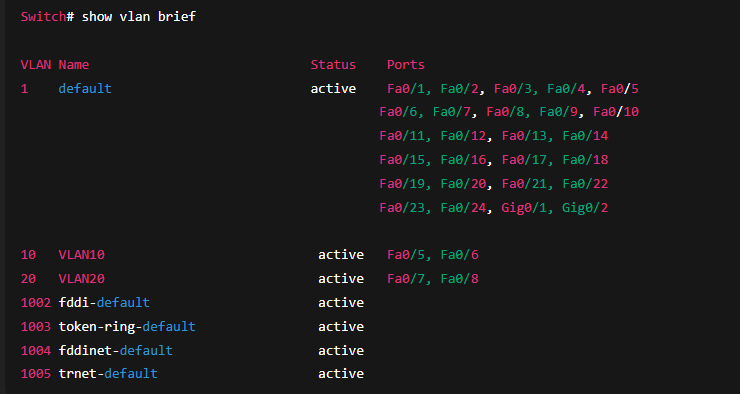 Switch# show vlan brief
VLAN Name Status Ports
1 default active Fa0/1, Fa0/2, Fa0/3, Fa0/4, Fa0/5
Fa0/6, Fa0/7, Fa0/8, Fa0/9, Fa0/10
Fa0/11, Fa0/12, Fa0/13, Fa0/14
Fa0/15, Fa0/16, Fa0/17, Fa0/18
Fa0/19, Fa0/20, Fa0/21, Fa0/22
Fa0/23, Fa0/24, Gig0/1, Gig0/2
10 VLAN10 active Fa0/5, Fa0/6
20 VLAN20 active Fa0/7, Fa0/8
1002 fddi-default active
1003 token-ring-default active
1004 fddinet-default active
1005 trnet-default active